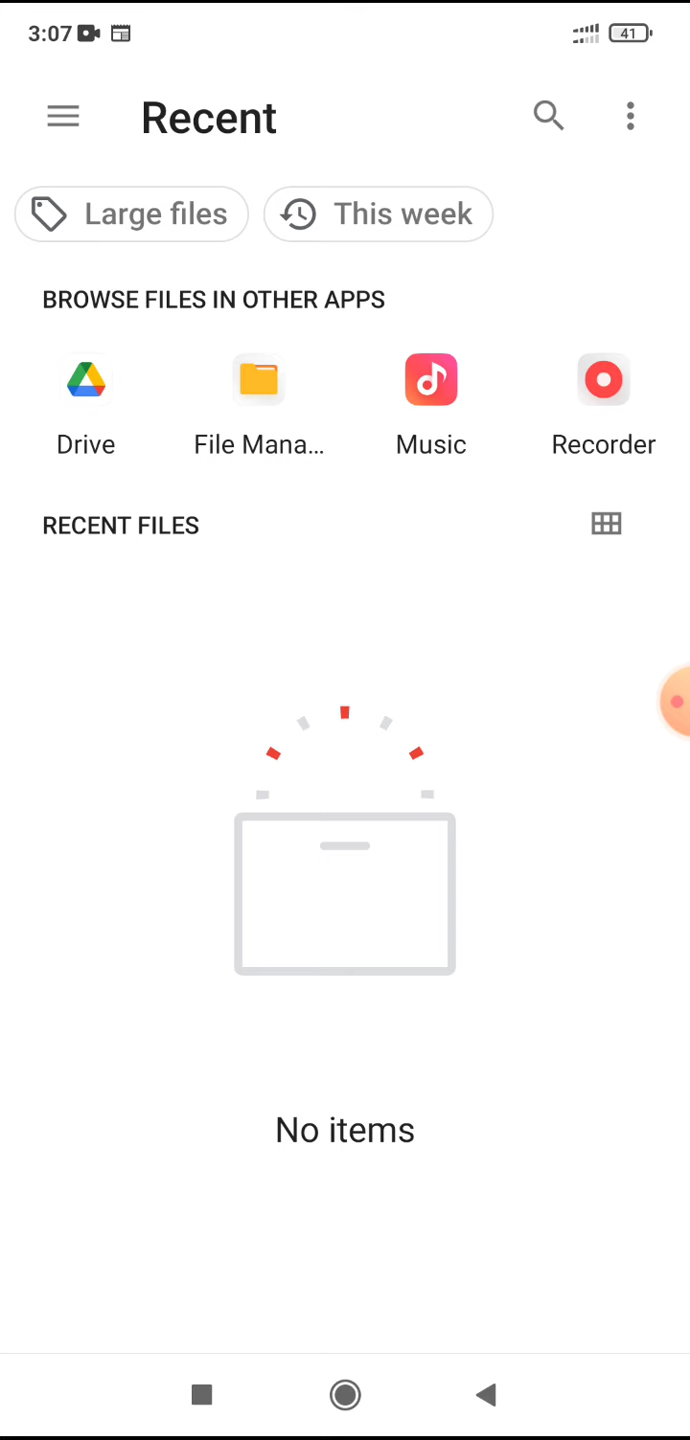 3:07
41
Recent
Large files
This week
BROWSE FILES IN OTHER APPS
Drive
File Mana...
Music
Recorder
RECENT FILES
No items